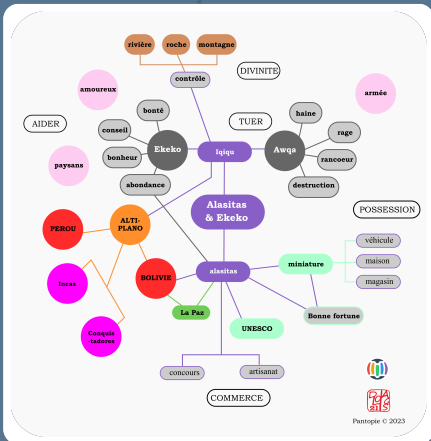 rivière
roche
montagne
contrôle
DIVINITE
amoureux
armée
bonté
haine
AIDER
TUER
conseil
rage
Ekeko
Iqiqu
Awqa
bonheur
rancoeur
paysans
abondance
destruction
Alasitas
& Ekeko
POSSESSION
PEROU
ALTI-
PLANO
véhicule
miniature
maison
BOLIVIE
alasitas
Incas
magasin
La Paz
Bonne fortune
UNESCO
Conquis
-tadores
concours
artisanat
COMMERCE
Pantopie © 2023